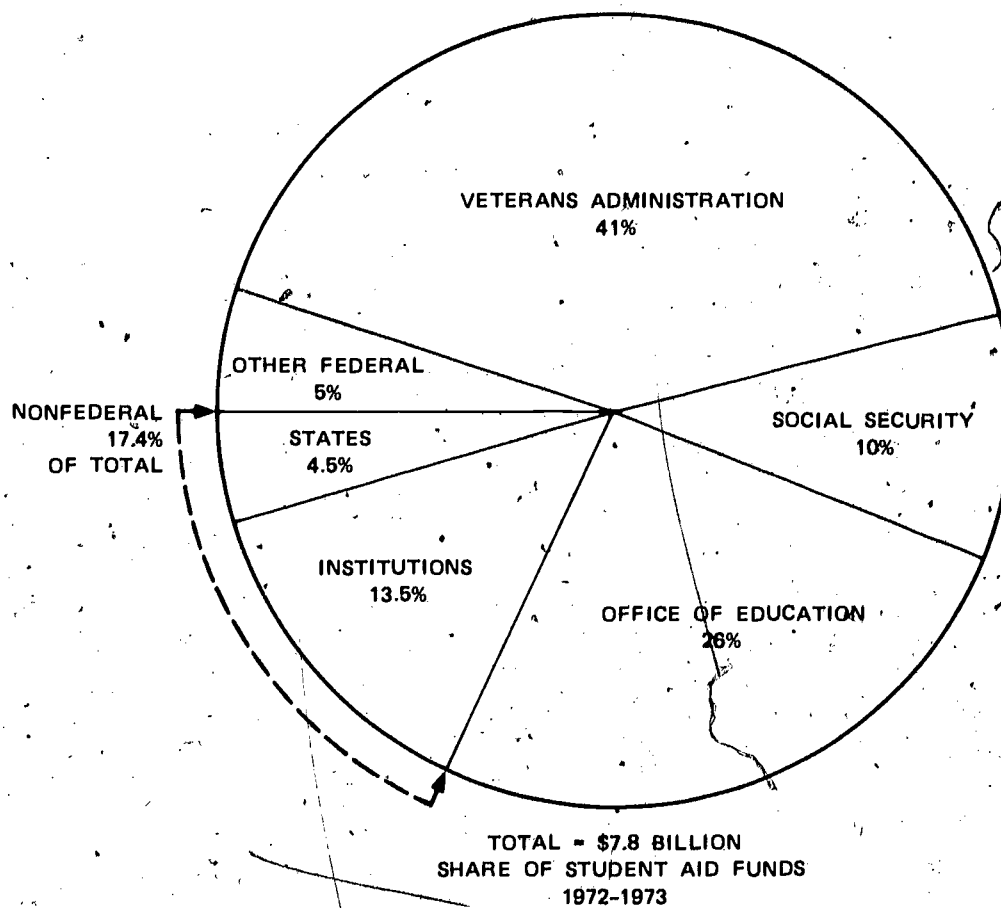 VETERANS ADMINISTRATION
41%
OTHER FEDERAL
5%
NONFEDERAL
17.4%
OF TOTAL
STATES
4.5%
SOCIAL SECURITY
10%
INSTITUTIONS
13.5%
OFFICE OF EDUCATION
26%
TOTAL = $7.8 BILLION
SHARE OF STUDENT AID FUNDS
1972-1973